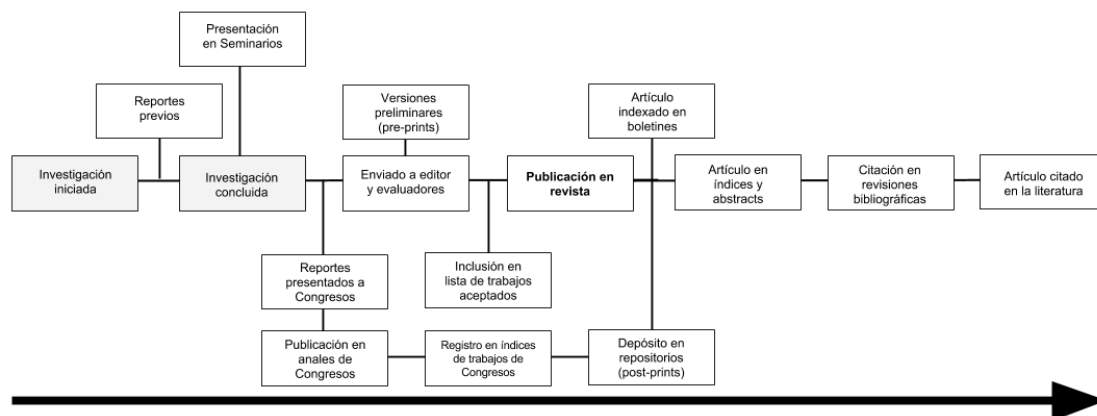 Presentación
en Seminarios
Reportes
previos
Versiones
preliminares
(pre-prints)
Artículo
indexado en
boletines
Investigación
iniciada
Investigación
concluida
Enviado a editor
y evaluadores
Publicación en
revista
Artículo en
índices y
abstracts
Citación en
revisiones
bibliográficas
Artículo citado
en la literatura
Reportes
presentados a
Congresos
Inclusión en
lista de trabajos
aceptados
Publicación en
anales de
Congresos
Registro en índices
de trabajos de
Congresos
Depósito en
repositorios
(post-prints)